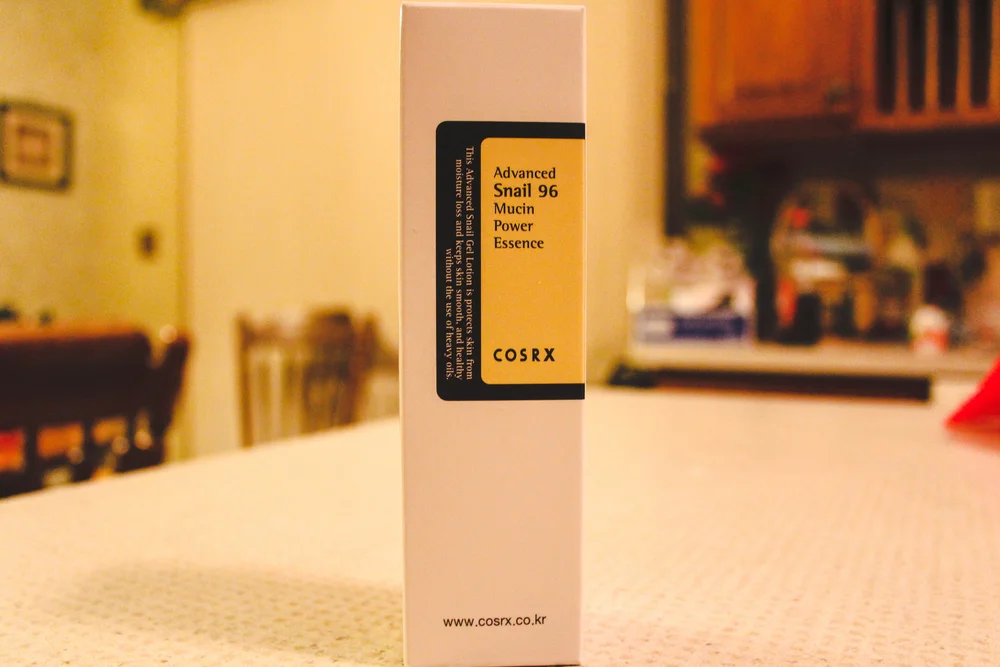 Advanced
Snail 96
Mucin
Power
Essence
COSRX
This Advanced Snail Gel Lotion is protects skin from
moisture loss and keeps skin smooth, and healthy
without the use of heavy oils.
www.cosrx.co.kr